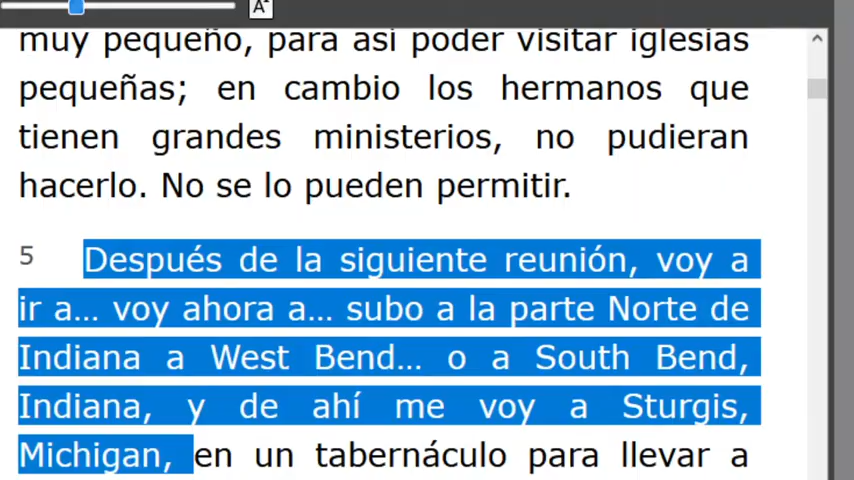 A
muy pequeño, para así poder visitar iglesias
pequeñas; en cambio los hermanos que
tienen grandes ministerios, no pudieran
hacerlo. No se lo pueden permitir.
5 Después de la siguiente reunión, voy a
ir a… voy ahora a… subo a la parte Norte de
Indiana a West Bend… o a South Bend,
Indiana, y de ahí me voy a Sturgis,
Michigan, en un tabernáculo para llevar a